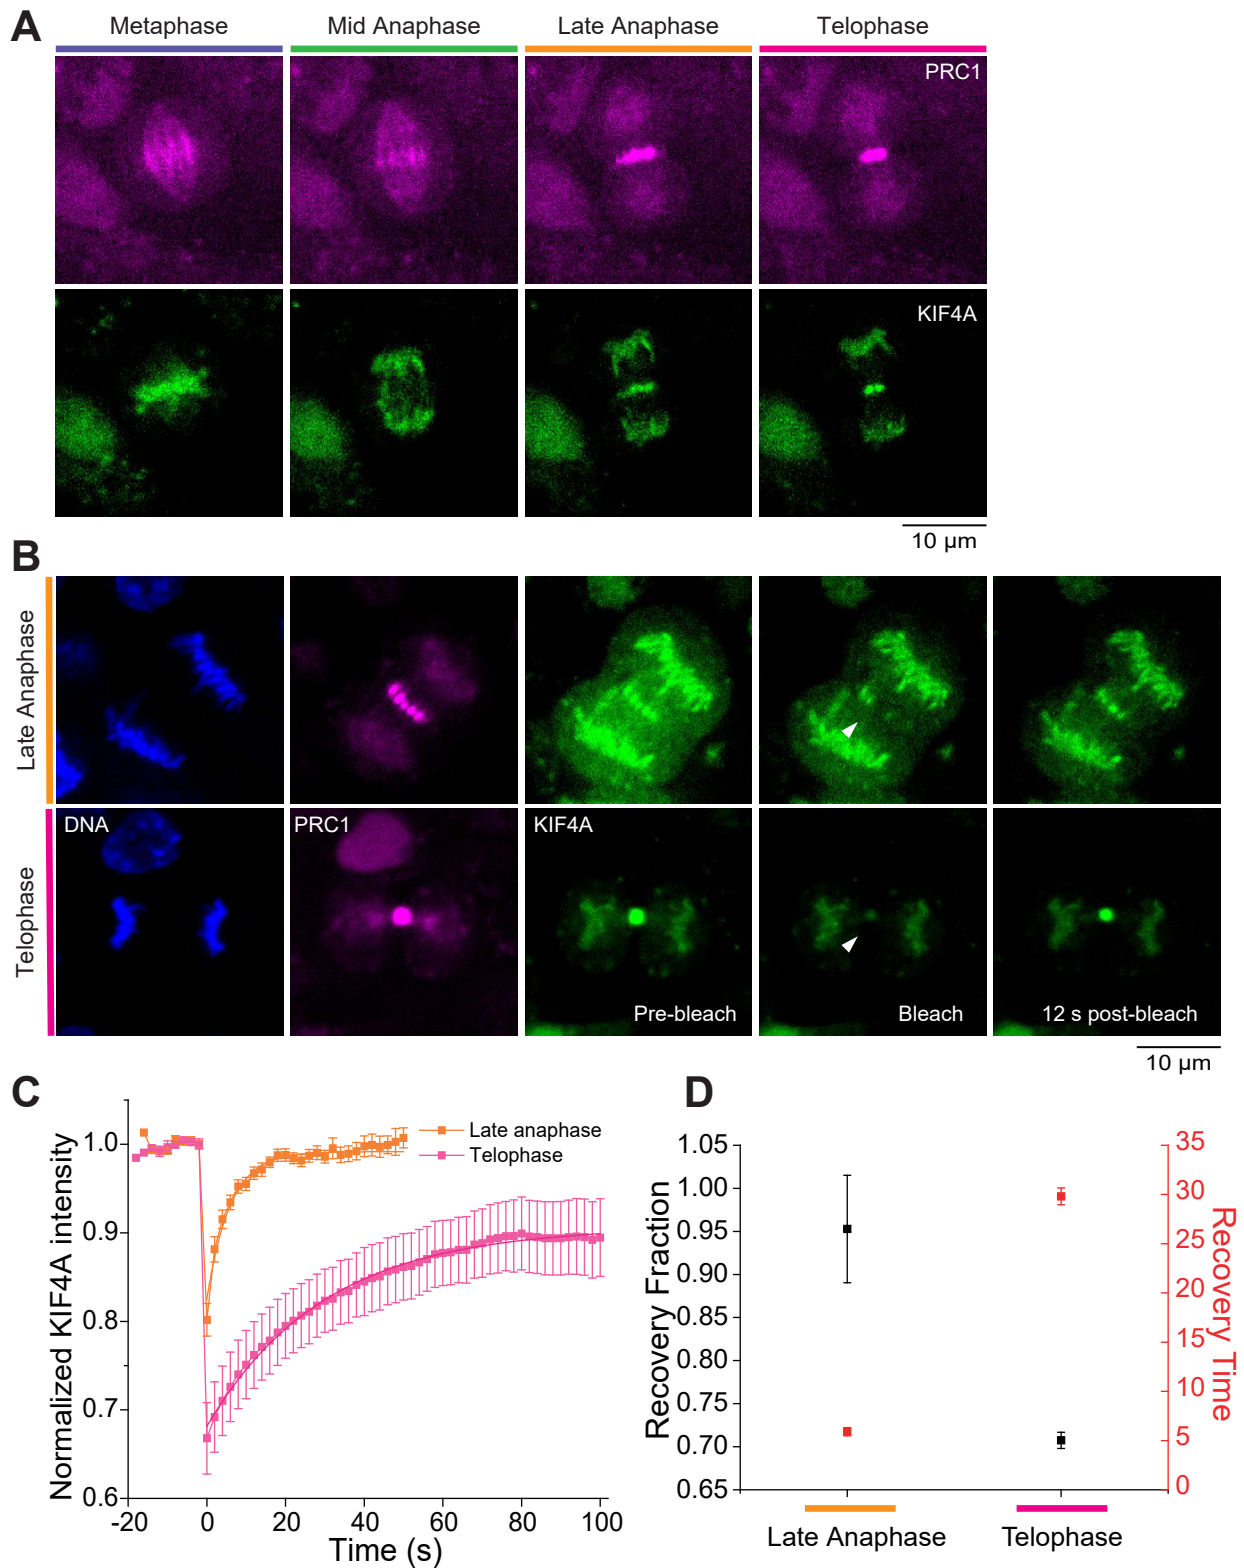 A
Metaphase
Mid Anaphase
Late Anaphase
Telophase
PRC1
KIF4A
10 µm
B
Late Anaphase
Telophase
DNA
PRC1
KIF4A
Pre-bleach
Bleach
12 s post-bleach
10 µm
C
Normalized KIF4A intensity
1.0
0.9
0.8
0.7
0.6
-20
0
20
40
60
80
100
Time (s)
Late anaphase
Telophase
D
Recovery Fraction
1.05
1.00
0.95
0.90
0.85
0.80
0.75
0.70
0.65
35
30
25
20
15
10
5
0
Recovery Time
Late Anaphase
Telophase